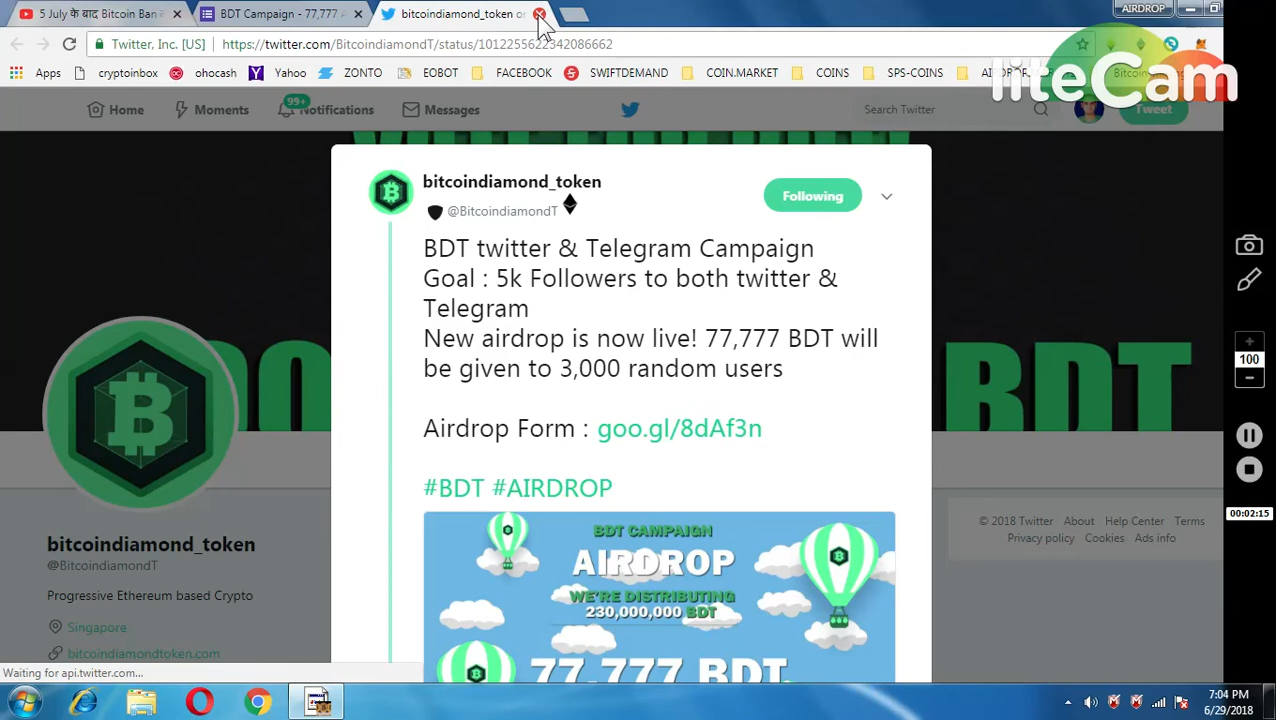 5 July के बाद Bitcoin Ban
BDT Campaign - 77,777 A
bitcoindiamond_token or
AIRDROP
Twitter, Inc. [US]
https://twitter.com/BitcoindiamondT/status/1012255622342086662
Apps
cryptoinbox
ohocash
Yahoo
ZONTO
EOBOT
FACEBOOK
SWIFTDEMAND
COIN.MARKET
COINS
SPS-COINS
liteCam
Home
Moments
99+
Notifications
Messages
Search Twitter
Tweet
bitcoindiamond_token
@BitcoindiamondT
Following
BDT twitter & Telegram Campaign
Goal : 5k Followers to both twitter &
Telegram
New airdrop is now live! 77,777 BDT will
be given to 3,000 random users
Airdrop Form : goo.gl/8dAf3n
#BDT #AIRDROP
BDT CAMPAIGN
AIRDROP
WE'RE DISTRIBUTING
230,000,000 BDT
77,777 BDT
BDT
bitcoindiamond_token
@BitcoindiamondT
Progressive Ethereum based Crypto
Singapore
bitcoindiamondtoken.com
© 2018 Twitter About Help Center Terms
Privacy policy Cookies Ads info
100
00:02:15
Waiting for api.twitter.com...
7:04 PM
6/29/2018